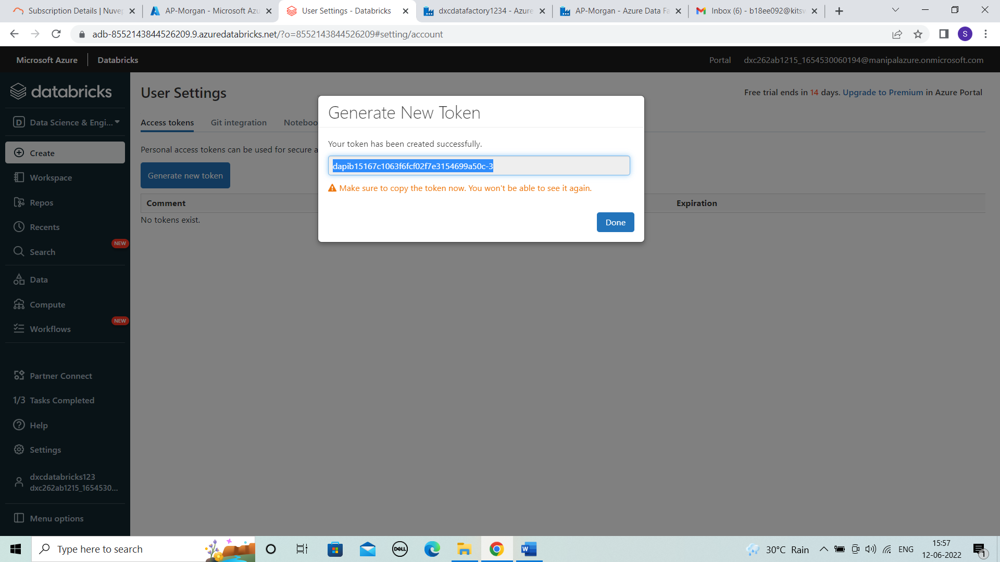 Subscription Details | Nuvep
AP-Morgan - Microsoft Azu
User Settings - Databricks
dxcdatafactory1234 - Azure
AP-Morgan - Azure Data Fa
Inbox (6) - b18ee092@kitsw
adb-8552143844526209.9.azuredatabricks.net/?o=8552143844526209#setting/account
S
Microsoft Azure
Databricks
Portal
dxc262ab1215_1654530060194@manipalazure.onmicrosoft.com
databricks
D
Data Science & Engi...
Create
Workspace
Repos
Recents
NEW
Search
Data
Compute
NEW
Workflows
Partner Connect
1/3 Tasks Completed
Help
Settings
dxcdatabricks123
dxc262ab1215_1654530...
Menu options
User Settings
Free trial ends in 14 days. Upgrade to Premium in Azure Portal
Access tokens
Git integration
Noteboo
Personal access tokens can be used for secure a
Generate new token
Comment
Expiration
No tokens exist.
Generate New Token
Your token has been created successfully.
dapib15167c1063f6fcf02f7e3154699a50c-3
Make sure to copy the token now. You won't be able to see it again.
Done
Type here to search
DELL
W
30°C Rain
ENG
15:57
12-06-2022
1